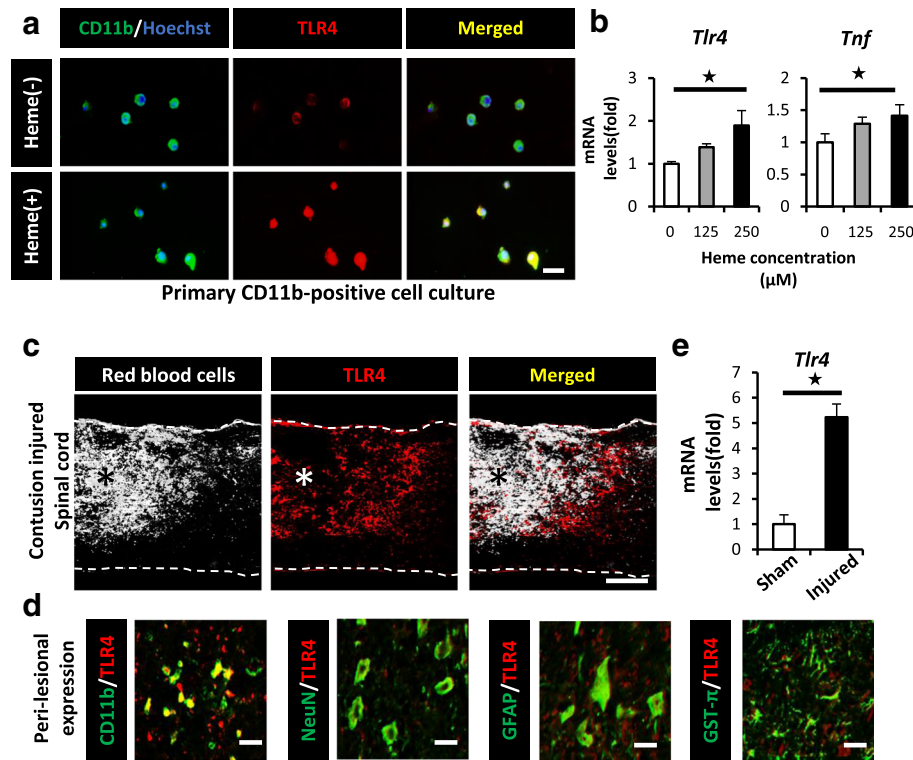 a
CD11b/Hoechst
TLR4
Merged
Heme(-)
Heme(+)
Primary CD11b-positive cell culture
b
Tlr4
Tnf
★
★
mRNA
levels(fold)
3
2
1
0
2
1.5
1
0.5
0
0 125 250
0 125 250
Heme concentration
(μM)
c
Red blood cells
TLR4
Merged
Contusion injured
Spinal cord
*
*
*
e
Tlr4
★
mRNA
levels(fold)
7
6
5
4
3
2
1
0
Sham
Injured
d
Peri-lesional
expression
CD11b/TLR4
NeuN/TLR4
GFAP/TLR4
GST-π/TLR4